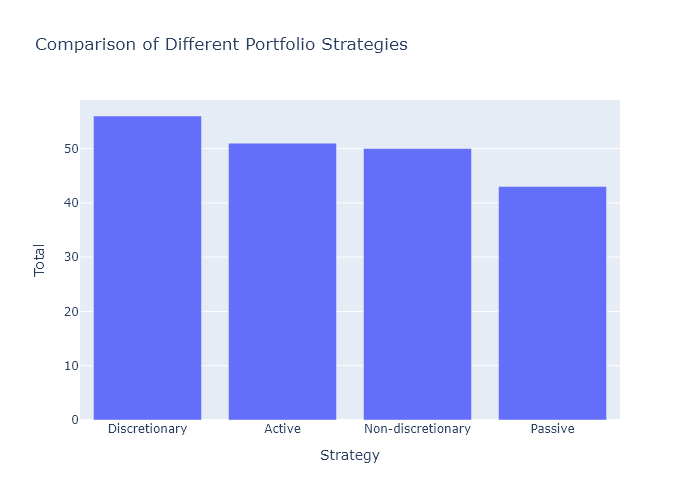 Comparison of Different Portfolio Strategies
Total
50
40
30
20
10
0
Discretionary Active Non-discretionary Passive
Strategy